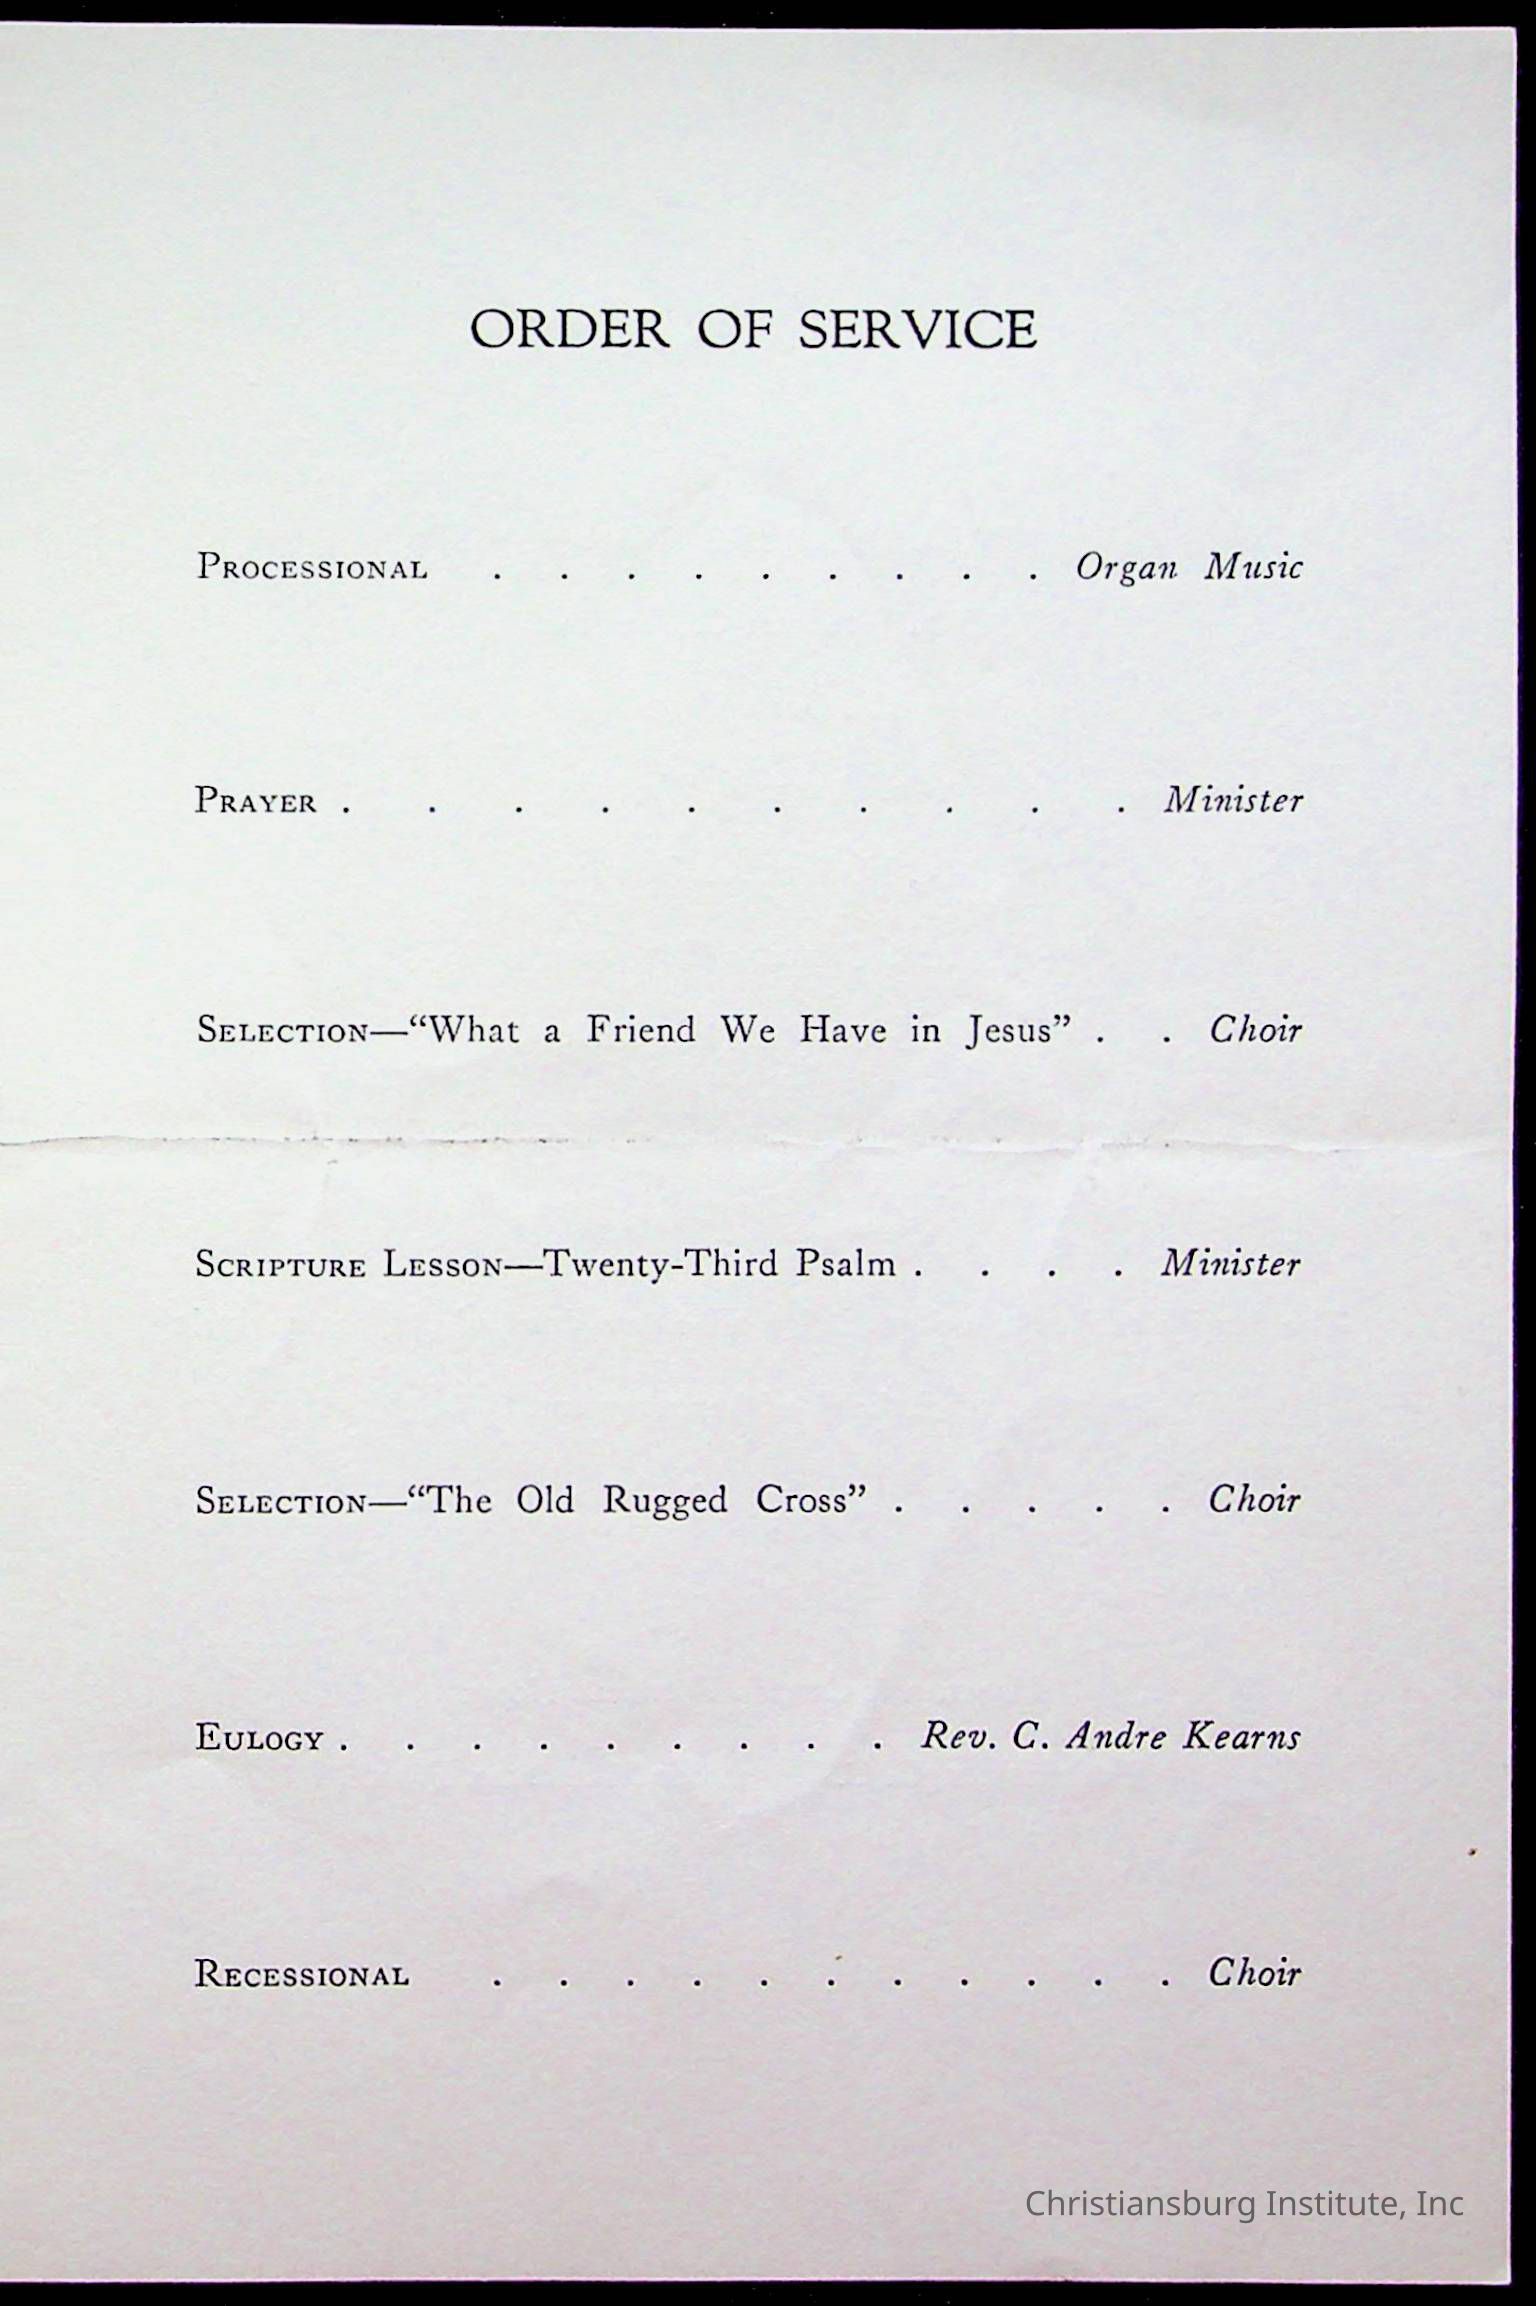 ORDER OF SERVICE
PROCESSIONAL . . . . . . . . . Organ Music
PRAYER . . . . . . . . . . Minister
SELECTION—“What a Friend We Have in Jesus” . . Choir
SCRIPTURE LESSON—Twenty-Third Psalm . . . . Minister
SELECTION—“The Old Rugged Cross” . . . . . Choir
EULOGY . . . . . . . . . Rev. C. Andre Kearns
RECESSIONAL . . . . . . . . . . . Choir
Christiansburg Institute, Inc